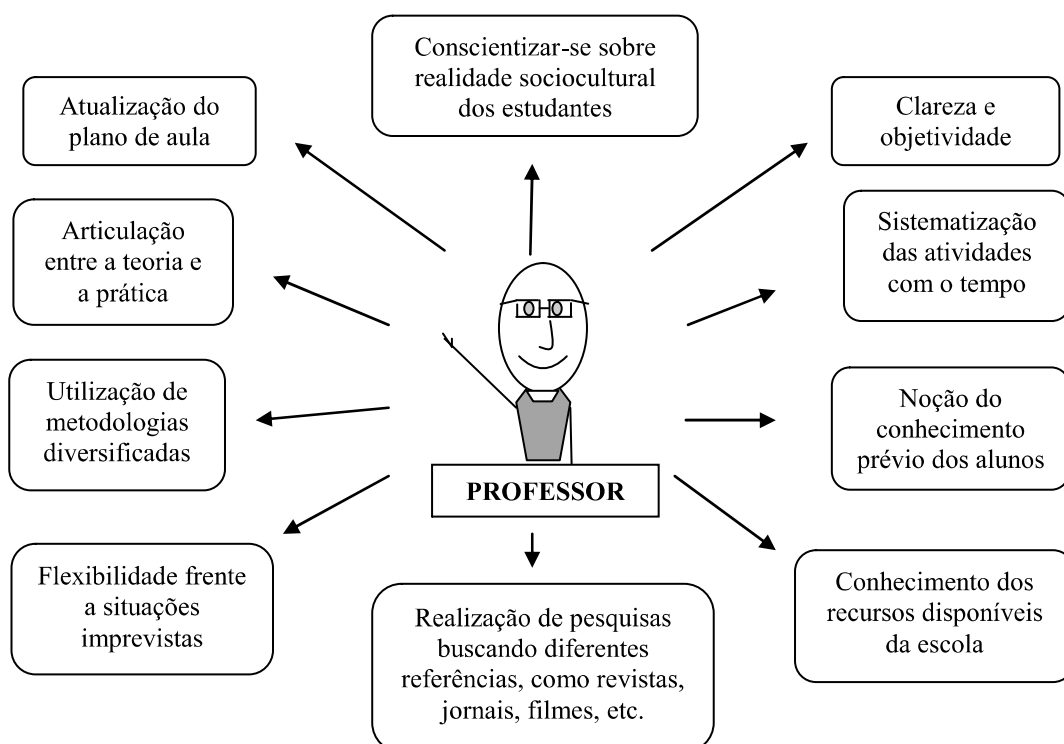 Conscientizar-se sobre
realidade sociocultural
dos estudantes
Atualização do
plano de aula
Clareza e
objetividade
Articulação
entre a teoria e
a prática
Sistematização
das atividades
com o tempo
Utilização de
metodologias
diversificadas
Noção do
conhecimento
prévio dos alunos
PROFESSOR
Flexibilidade frente
a situações
imprevistas
Realização de pesquisas
buscando diferentes
referências, como revistas,
jornais, filmes, etc.
Conhecimento dos
recursos disponíveis
da escola